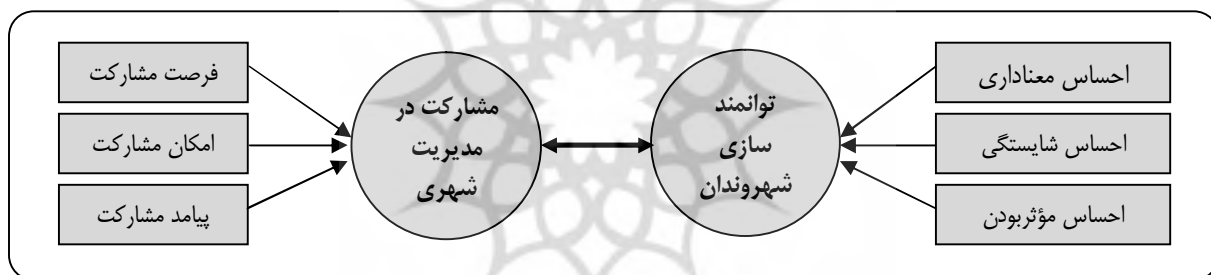 احساس معناداری
احساس شایستگی
احساس مؤثربودن
توانمند
سازی
شهروندان
مشارکت در
مدیریت
شهری
فرصت مشارکت
امکان مشارکت
پیامد مشارکت